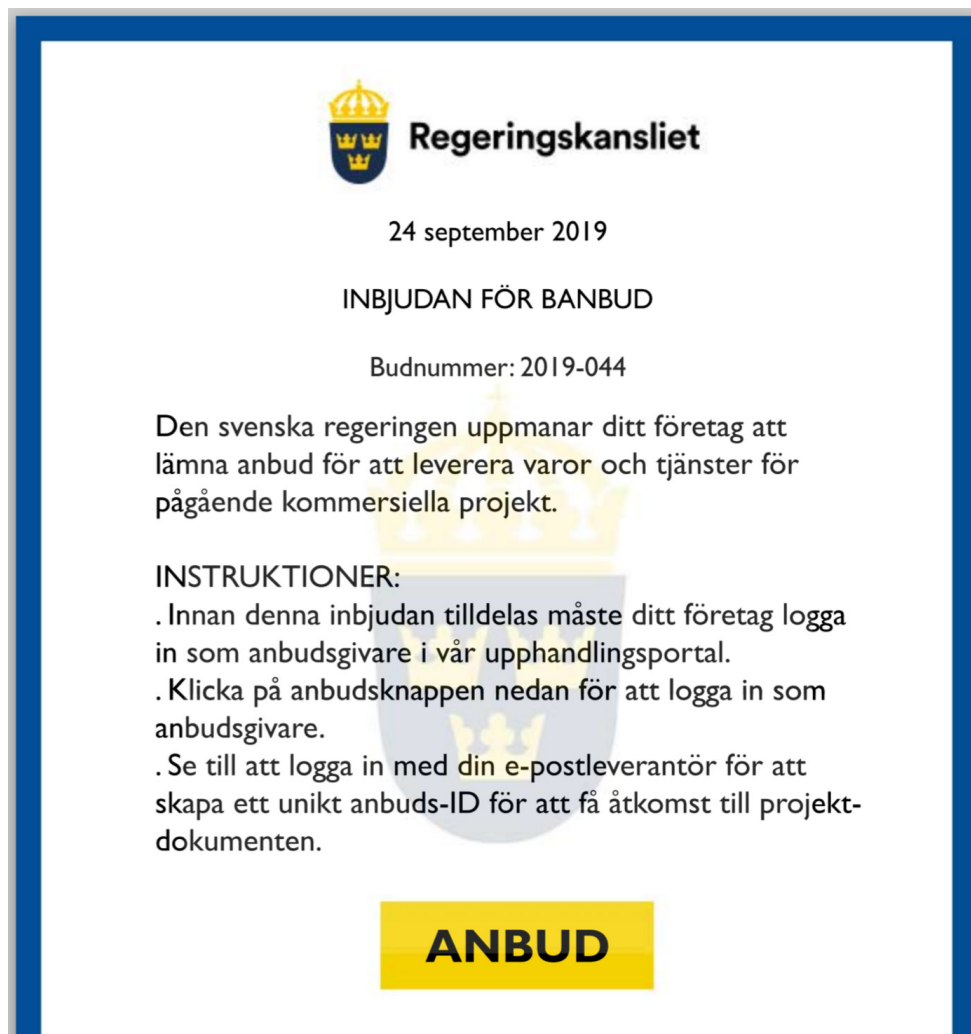 Regeringskansliet
24 september 2019
INBJUDAN FÖR BANBUD
Budnummer: 2019-044
Den svenska regeringen uppmanar ditt företag att
lämna anbud för att leverera varor och tjänster för
pågående kommersiella projekt.
INSTRUKTIONER:
. Innan denna inbjudan tilldelas måste ditt företag logga
in som anbudsgivare i vår upphandlingsportal.
. Klicka på anbudsknappen nedan för att logga in som
anbudsgivare.
. Se till att logga in med din e-postleverantör för att
skapa ett unikt anbuds-ID för att få åtkomst till projekt-
dokumenten.
ANBUD